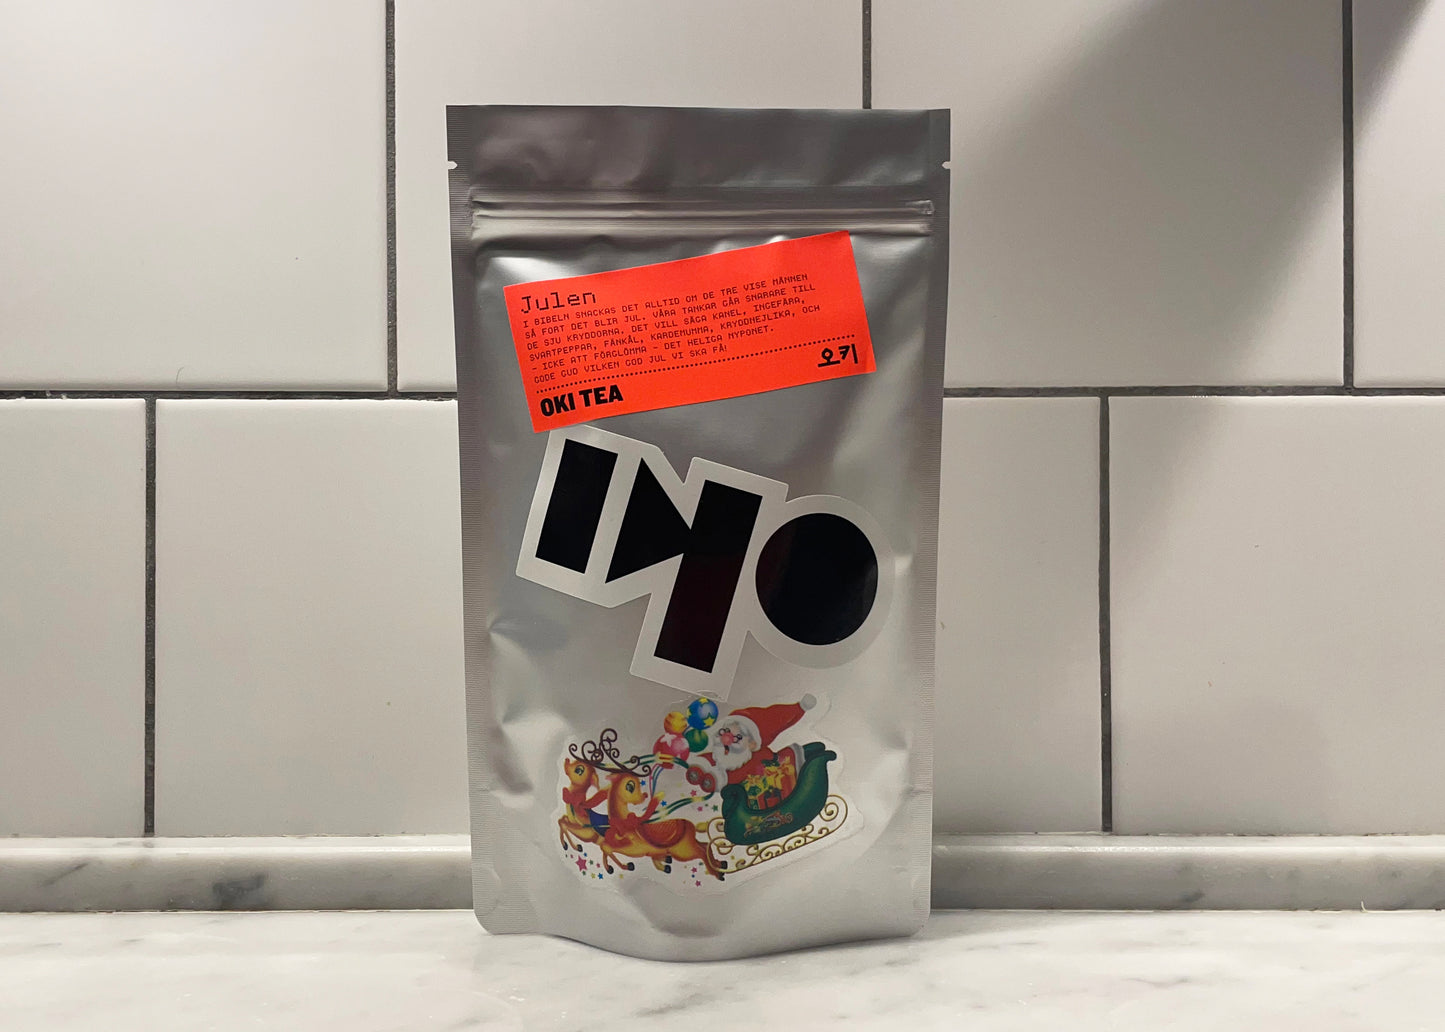 Julen
I BIBELN SNACKAS DET ALLTID OM DE TRE VISE MÄNNEN
SÅ FORT DET BLIR JUL. VÅRA TANKAR GÅR SNARARE TILL
DE SJU KRYDDORNA. DET VILL SÄGA KANEL, INGEFÄRA,
SVARTPEPPAR, FÄNKÅL, KARDEMUMMA, KRYDDNEJLIKA, OCH
- ICKE ATT FÖRGLÖMMA - DET HELIGA NYPONET.
GODE GUD VILKEN GOD JUL VI SKA FÅ!
오키
OKI TEA